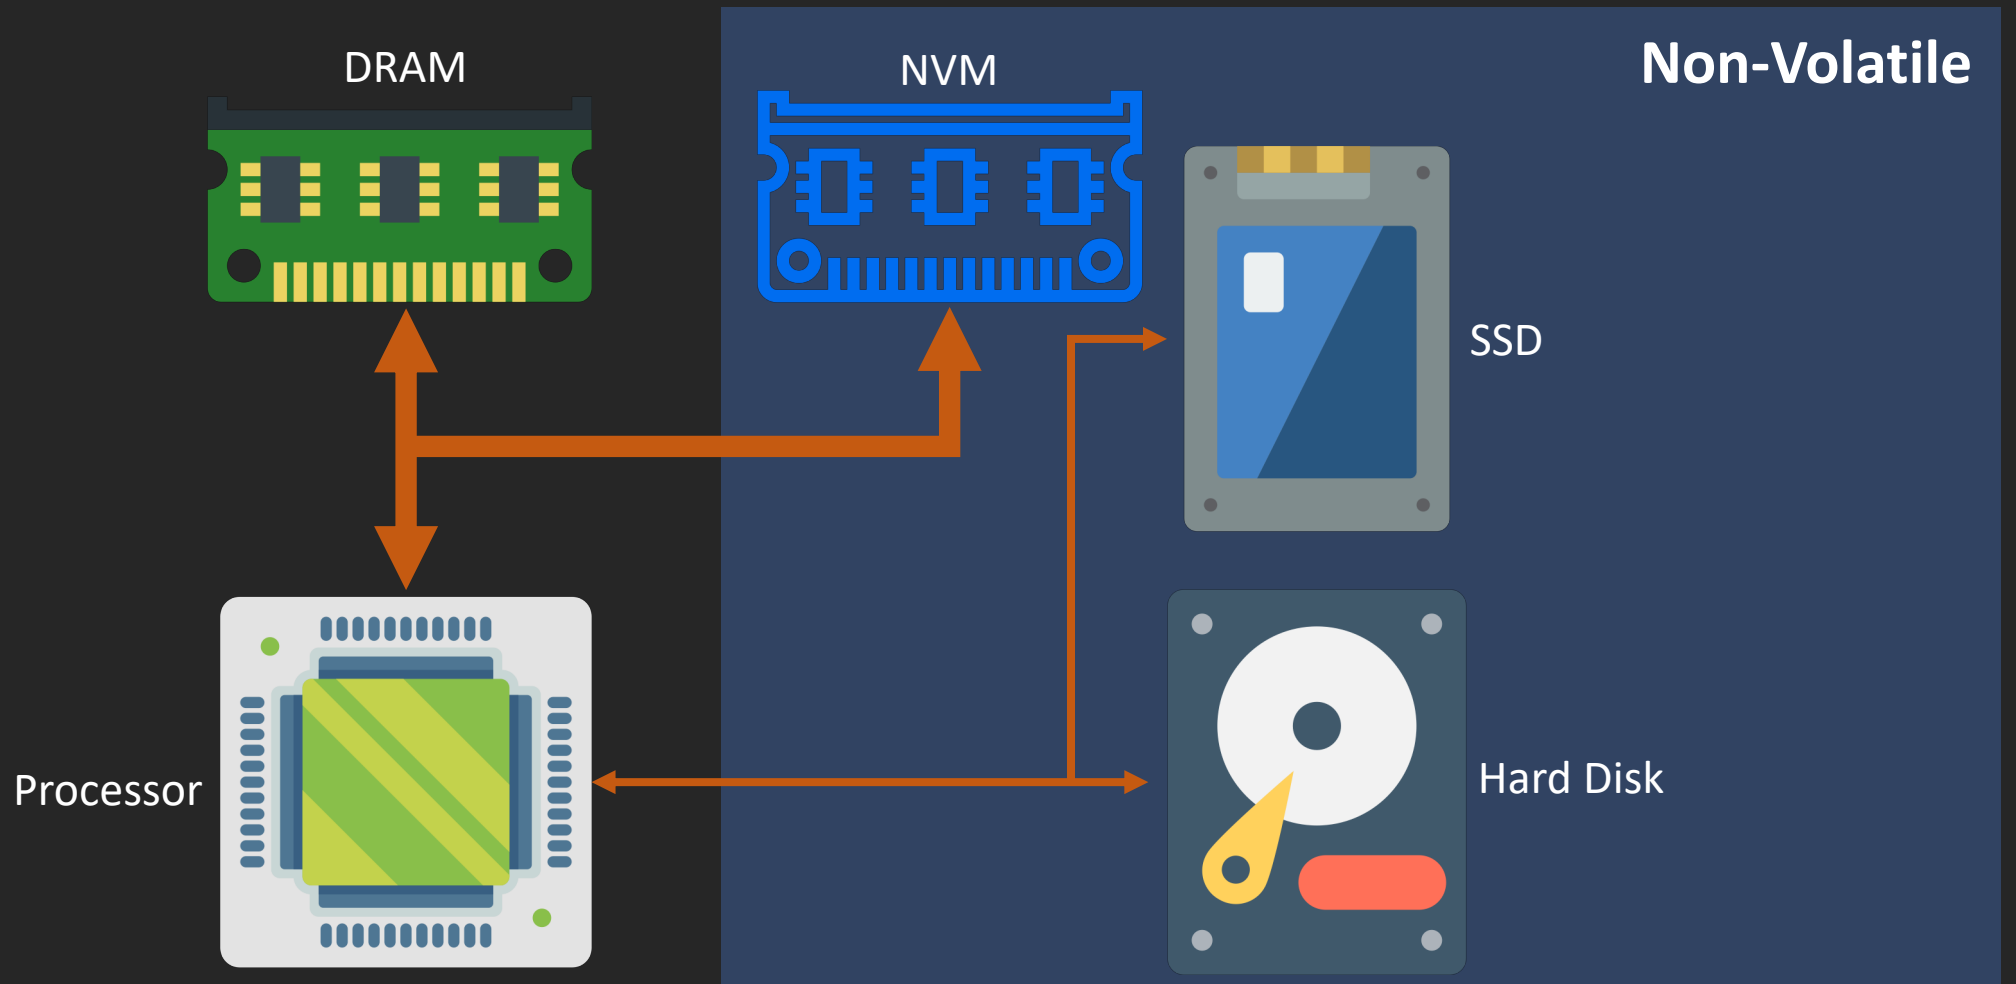 DRAM
NVM
Non-Volatile
SSD
Processor
Hard Disk